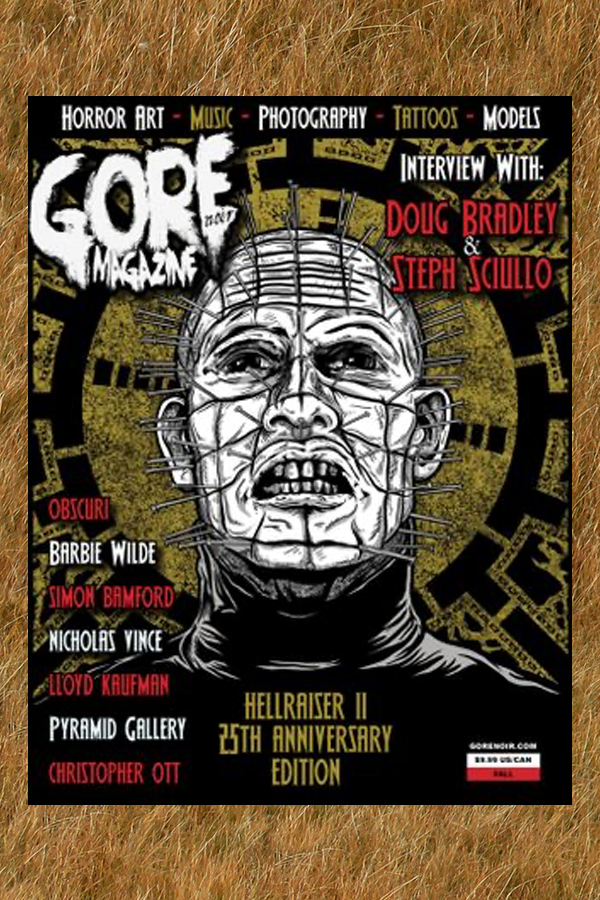 Horror Art - Music - Photography - Tattoos - Models
GORE
NOIR
MAGAZINE
Interview With:
Doug Bradley
&
Steph Sciullo
Obscuri
Barbie Wilde
Simon Bamford
Nicholas Vince
Lloyd Kaufman
Pyramid Gallery
Christopher Ott
HELLRAISER II
25TH ANNIVERSARY
EDITION
GORENOIR.COM
$9.99 US/CAN
FALL